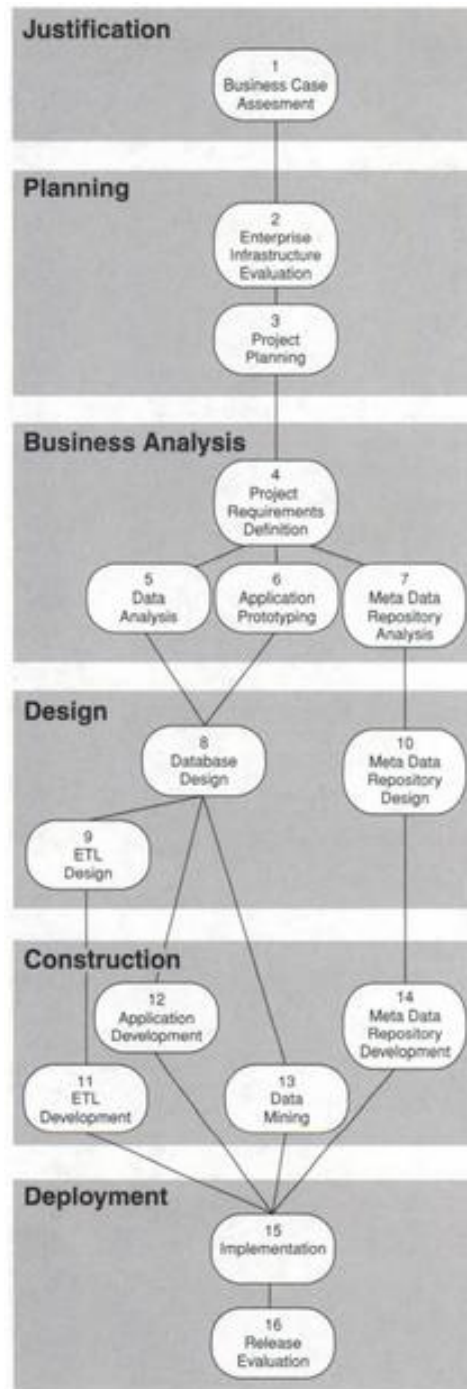 Justification
1
Business Case
Assesment
Planning
2
Enterprise
Infrastructure
Evaluation
3
Project
Planning
Business Analysis
4
Project
Requirements
Definition
5
Data
Analysis
6
Application
Prototyping
7
Meta Data
Repository
Analysis
Design
8
Database
Design
10
Meta Data
Repository
Design
9
ETL
Design
Construction
12
Application
Development
14
Meta Data
Repository
Development
11
ETL
Development
13
Data
Mining
Deployment
15
Implementation
16
Release
Evaluation